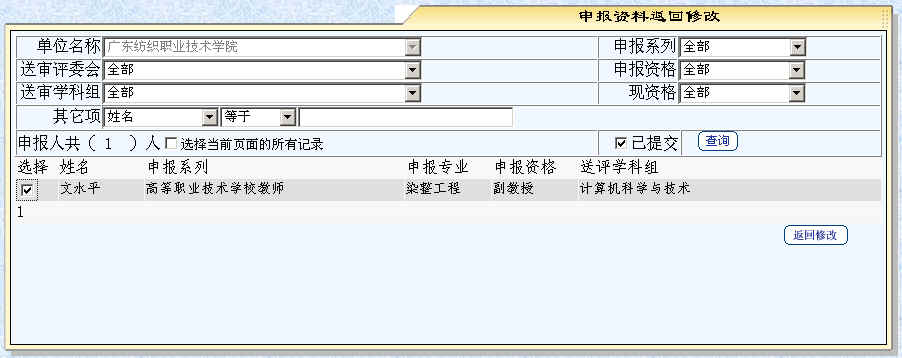 申报资料返回修改
单位名称 广东纺织职业技术学院 申报系列 全部
送审评委会 全部 申报资格 全部
送审学科组 全部 现资格 全部
其它项 姓名 等于
申报人共（ 1 ）人 选择当前页面的所有记录 已提交 查询
选择 姓名 申报系列 申报专业 申报资格 送评学科组
文水平 高等职业技术学校教师 染整工程 副教授 计算机科学与技术
1
返回修改